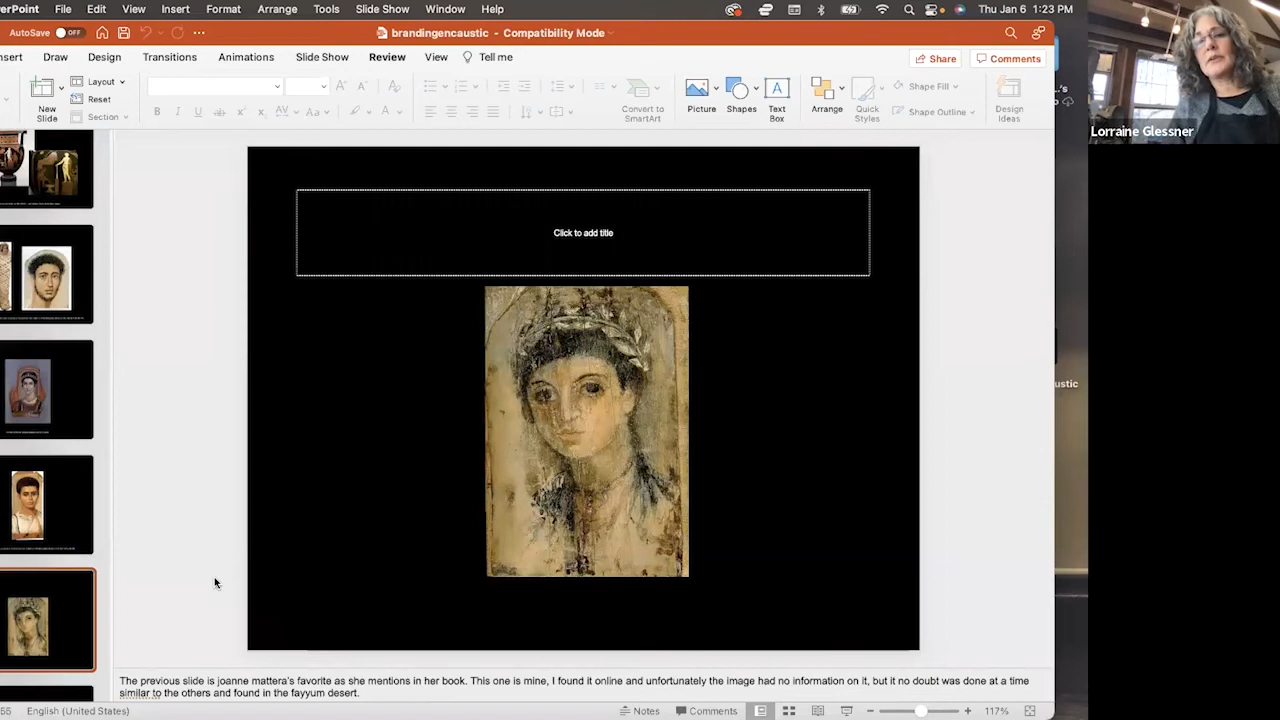 PowerPoint File Edit View Insert Format Arrange Tools Slide Show Window Help Thu Jan 6 1:23 PM
AutoSave OFF brandingencaustic - Compatibility Mode
Draw Design Transitions Animations Slide Show Review View Tell me Share Comments
New Slide
Layout
Reset
Section
Convert to SmartArt
Picture
Shapes
Text Box
Arrange
Quick Styles
Shape Fill
Shape Outline
Design Ideas
Lorraine Glessner
Click to add title
The previous slide is joanne mattera's favorite as she mentions in her book. This one is mine, I found it online and unfortunately the image had no information on it, but it no doubt was done at a time
similar to the others and found in the fayyum desert.
English (United States) Notes Comments 117%